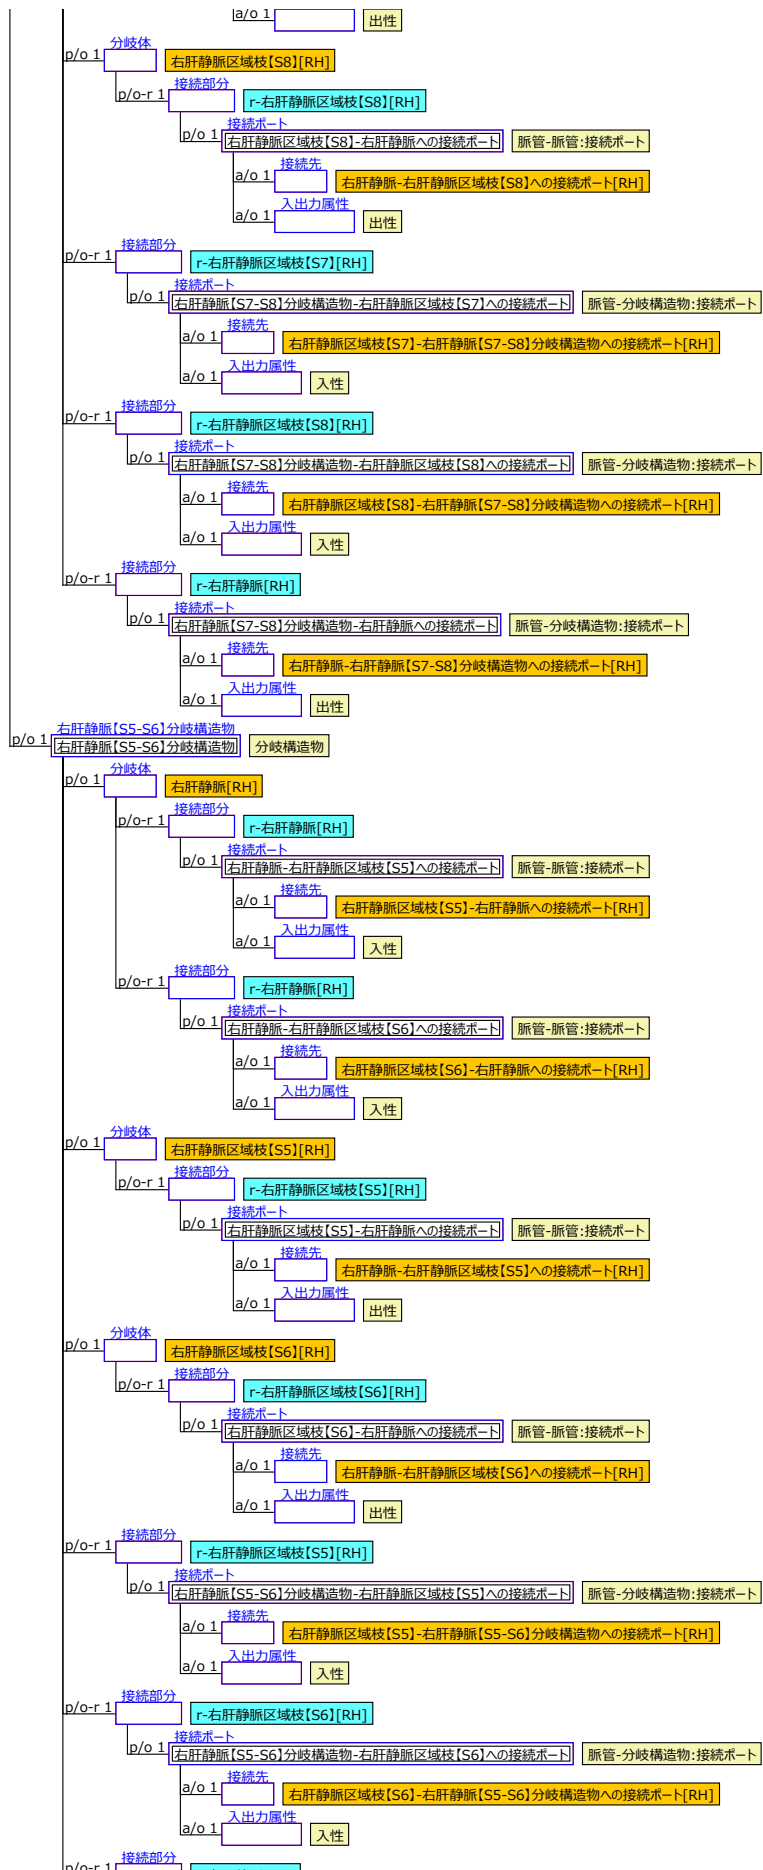 a/o 1 出性
分岐体
p/o 1 右肝静脈区域枝【S8】[RH]
接続部分
p/o-r 1 r-右肝静脈区域枝【S8】[RH]
接続ポート
p/o 1 右肝静脈区域枝【S8】-右肝静脈への接続ポート 脈管-脈管:接続ポート
接続先
a/o 1 右肝静脈-右肝静脈区域枝【S8】への接続ポート[RH]
入出力属性
a/o 1 出性
接続部分
p/o-r 1 r-右肝静脈区域枝【S7】[RH]
接続ポート
p/o 1 右肝静脈【S7-S8】分岐構造物-右肝静脈区域枝【S7】への接続ポート 脈管-分岐構造物:接続ポート
接続先
a/o 1 右肝静脈区域枝【S7】-右肝静脈【S7-S8】分岐構造物への接続ポート[RH]
入出力属性
a/o 1 入性
接続部分
p/o-r 1 r-右肝静脈区域枝【S8】[RH]
接続ポート
p/o 1 右肝静脈【S7-S8】分岐構造物-右肝静脈区域枝【S8】への接続ポート 脈管-分岐構造物:接続ポート
接続先
a/o 1 右肝静脈区域枝【S8】-右肝静脈【S7-S8】分岐構造物への接続ポート[RH]
入出力属性
a/o 1 入性
接続部分
p/o-r 1 r-右肝静脈[RH]
接続ポート
p/o 1 右肝静脈【S7-S8】分岐構造物-右肝静脈への接続ポート 脈管-分岐構造物:接続ポート
接続先
a/o 1 右肝静脈-右肝静脈【S7-S8】分岐構造物への接続ポート[RH]
入出力属性
a/o 1 出性
右肝静脈【S5-S6】分岐構造物
p/o 1 右肝静脈【S5-S6】分岐構造物 分岐構造物
分岐体
p/o 1 右肝静脈[RH]
接続部分
p/o-r 1 r-右肝静脈[RH]
接続ポート
p/o 1 右肝静脈-右肝静脈区域枝【S5】への接続ポート 脈管-脈管:接続ポート
接続先
a/o 1 右肝静脈区域枝【S5】-右肝静脈への接続ポート[RH]
入出力属性
a/o 1 入性
接続部分
p/o-r 1 r-右肝静脈[RH]
接続ポート
p/o 1 右肝静脈-右肝静脈区域枝【S6】への接続ポート 脈管-脈管:接続ポート
接続先
a/o 1 右肝静脈区域枝【S6】-右肝静脈への接続ポート[RH]
入出力属性
a/o 1 入性
分岐体
p/o 1 右肝静脈区域枝【S5】[RH]
接続部分
p/o-r 1 r-右肝静脈区域枝【S5】[RH]
接続ポート
p/o 1 右肝静脈区域枝【S5】-右肝静脈への接続ポート 脈管-脈管:接続ポート
接続先
a/o 1 右肝静脈-右肝静脈区域枝【S5】への接続ポート[RH]
入出力属性
a/o 1 出性
分岐体
p/o 1 右肝静脈区域枝【S6】[RH]
接続部分
p/o-r 1 r-右肝静脈区域枝【S6】[RH]
接続ポート
p/o 1 右肝静脈区域枝【S6】-右肝静脈への接続ポート 脈管-脈管:接続ポート
接続先
a/o 1 右肝静脈-右肝静脈区域枝【S6】への接続ポート[RH]
入出力属性
a/o 1 出性
接続部分
p/o-r 1 r-右肝静脈区域枝【S5】[RH]
接続ポート
p/o 1 右肝静脈【S5-S6】分岐構造物-右肝静脈区域枝【S5】への接続ポート 脈管-分岐構造物:接続ポート
接続先
a/o 1 右肝静脈区域枝【S5】-右肝静脈【S5-S6】分岐構造物への接続ポート[RH]
入出力属性
a/o 1 入性
接続部分
p/o-r 1 r-右肝静脈区域枝【S6】[RH]
接続ポート
p/o 1 右肝静脈【S5-S6】分岐構造物-右肝静脈区域枝【S6】への接続ポート 脈管-分岐構造物:接続ポート
接続先
a/o 1 右肝静脈区域枝【S6】-右肝静脈【S5-S6】分岐構造物への接続ポート[RH]
入出力属性
a/o 1 入性
接続部分
p/o-r 1